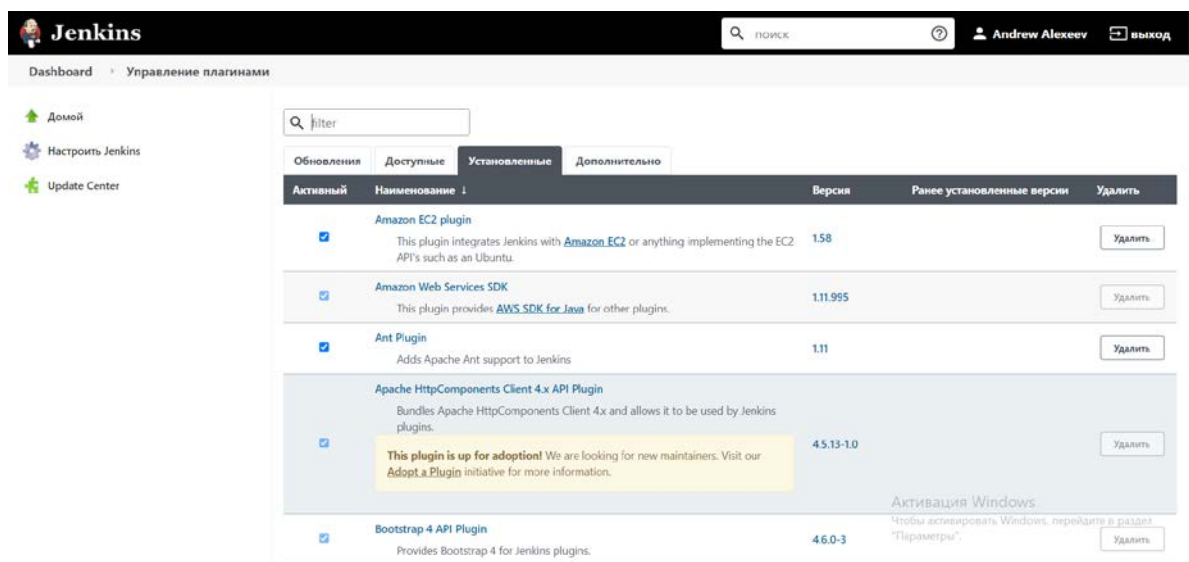 Jenkins
поиск
Andrew Alexeev
выход
Dashboard
Управление плагинами
Домой
Настроить Jenkins
Update Center
filter
Обновления
Доступные
Установленные
Дополнительно
Активный
Наименование ↓
Версия
Ранее установленные версии
Удалить
Amazon EC2 plugin
This plugin integrates Jenkins with Amazon EC2 or anything implementing the EC2
API's such as an Ubuntu.
1.58
Удалить
Amazon Web Services SDK
This plugin provides AWS SDK for Java for other plugins.
1.11.995
Удалить
Ant Plugin
Adds Apache Ant support to Jenkins
1.11
Удалить
Apache HttpComponents Client 4.x API Plugin
Bundles Apache HttpComponents Client 4.x and allows it to be used by Jenkins
plugins.
This plugin is up for adoption! We are looking for new maintainers. Visit our
Adopt a Plugin initiative for more information.
4.5.13-1.0
Удалить
Bootstrap 4 API Plugin
Provides Bootstrap 4 for Jenkins plugins.
4.6.0-3
Удалить
Активация Windows
Чтобы активировать Windows, перейдите в раздел
"Параметры".